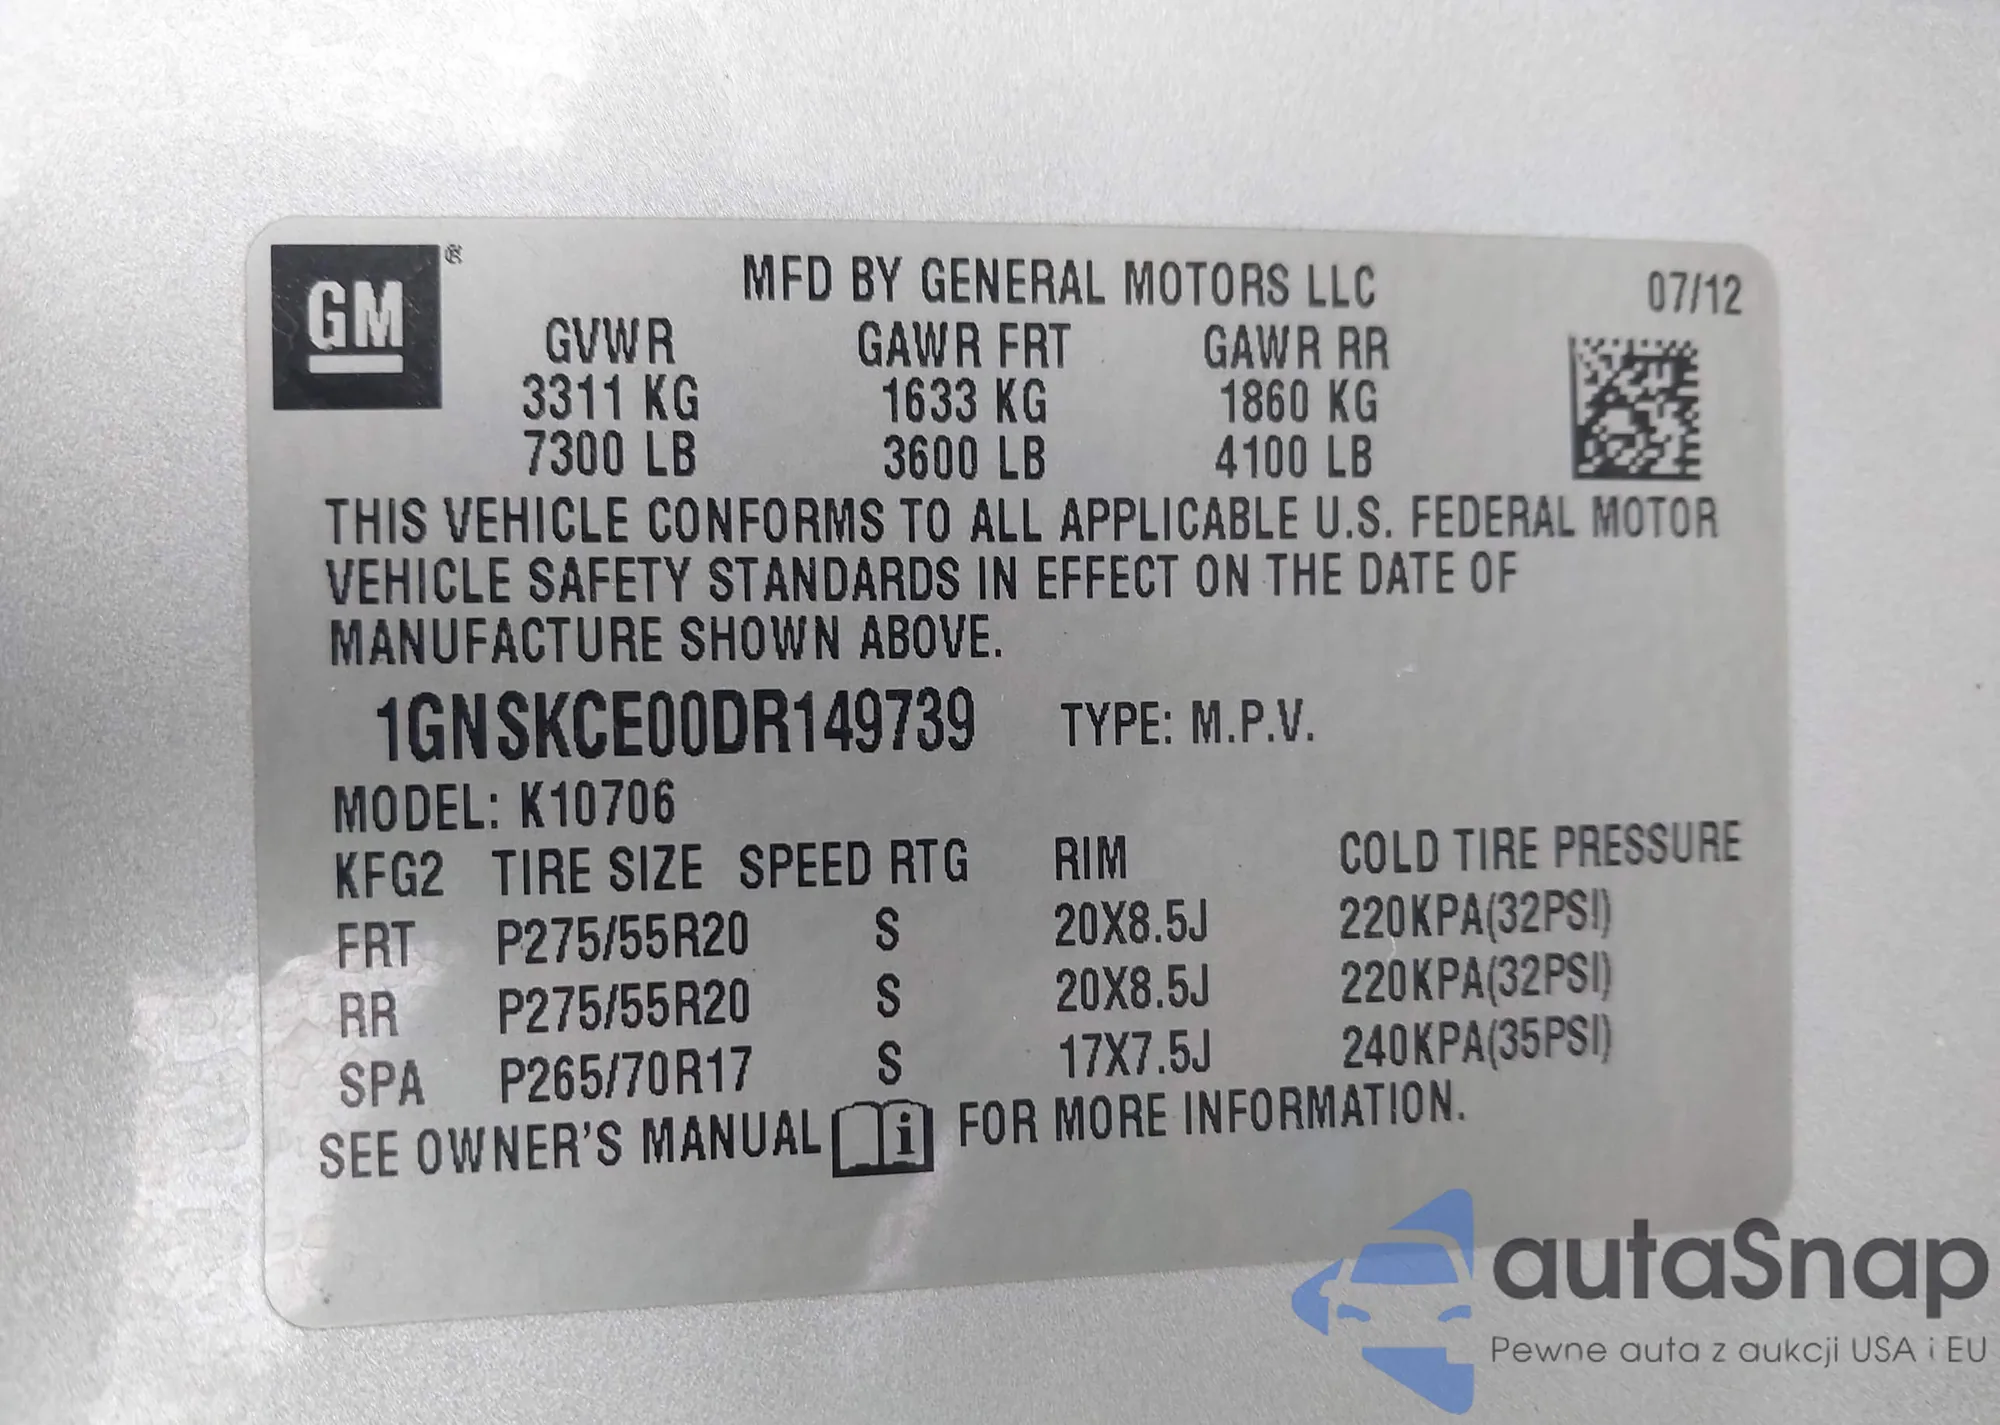 GM ®
MFD BY GENERAL MOTORS LLC 07/12
GVWR GAWR FRT GAWR RR
3311 KG 1633 KG 1860 KG
7300 LB 3600 LB 4100 LB
THIS VEHICLE CONFORMS TO ALL APPLICABLE U.S. FEDERAL MOTOR
VEHICLE SAFETY STANDARDS IN EFFECT ON THE DATE OF
MANUFACTURE SHOWN ABOVE.
1GNSKCE00DR149739 TYPE: M.P.V.
MODEL: K10706
KFG2 TIRE SIZE SPEED RTG RIM COLD TIRE PRESSURE
FRT P275/55R20 S 20X8.5J 220KPA(32PSI)
RR P275/55R20 S 20X8.5J 220KPA(32PSI)
SPA P265/70R17 S 17X7.5J 240KPA(35PSI)
SEE OWNER'S MANUAL i FOR MORE INFORMATION.
autaSnap
Pewne auta z aukcji USA i EU